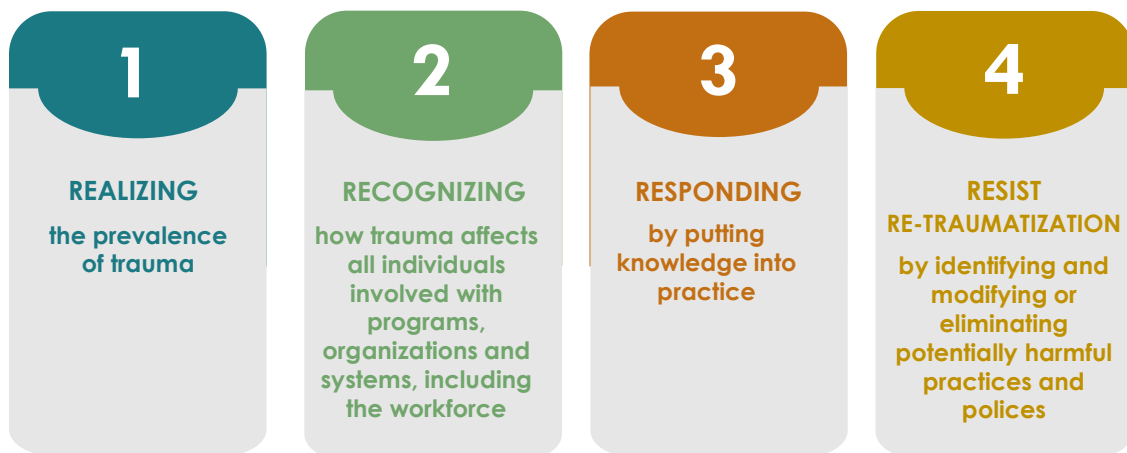 1
REALIZING
the prevalence
of trauma
2
RECOGNIZING
how trauma affects
all individuals
involved with
programs,
organizations and
systems, including
the workforce
3
RESPONDING
by putting
knowledge into
practice
4
RESIST
RE-TRAUMATIZATION
by identifying and
modifying or
eliminating
potentially harmful
practices and
polices